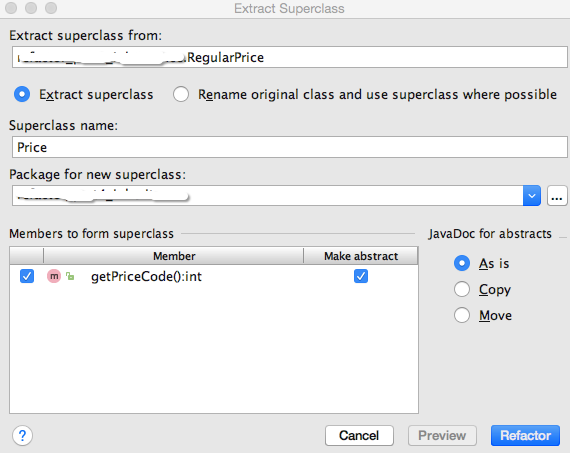 Extract Superclass
Extract superclass from:
RegularPrice
Extract superclass
Rename original class and use superclass where possible
Superclass name:
Price
Package for new superclass:
...
Members to form superclass
JavaDoc for abstracts
Member
Make abstract
m
getPriceCode():int
As is
Copy
Move
?
Cancel
Preview
Refactor